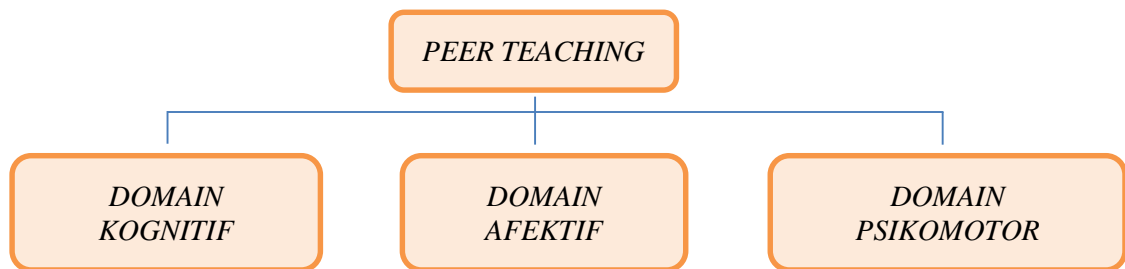 PEER TEACHING
DOMAIN
KOGNITIF
DOMAIN
AFEKTIF
DOMAIN
PSIKOMOTOR